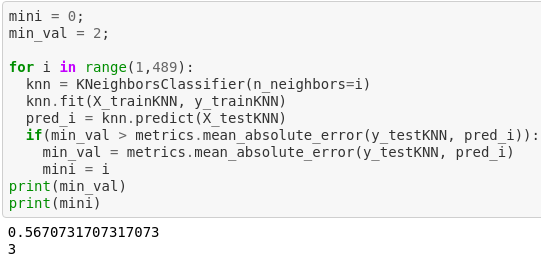 mini = 0;
min_val = 2;
for i in range(1,489):
  knn = KNeighborsClassifier(n_neighbors=i)
  knn.fit(X_trainKNN, y_trainKNN)
  pred_i = knn.predict(X_testKNN)
  if(min_val > metrics.mean_absolute_error(y_testKNN, pred_i)):
    min_val = metrics.mean_absolute_error(y_testKNN, pred_i)
    mini = i
print(min_val)
print(mini)
0.5670731707317073
3